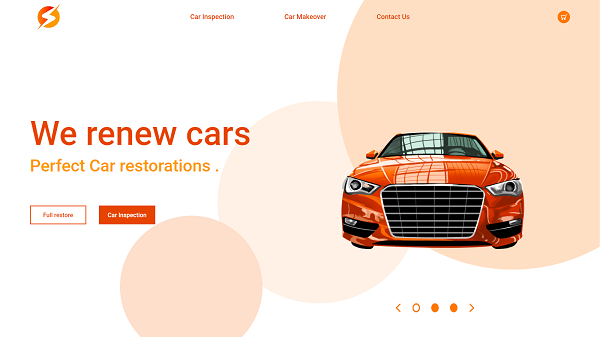 Car Inspection
Car Makeover
Contact Us
We renew cars
Perfect Car restorations .
Full restore
Car Inspection